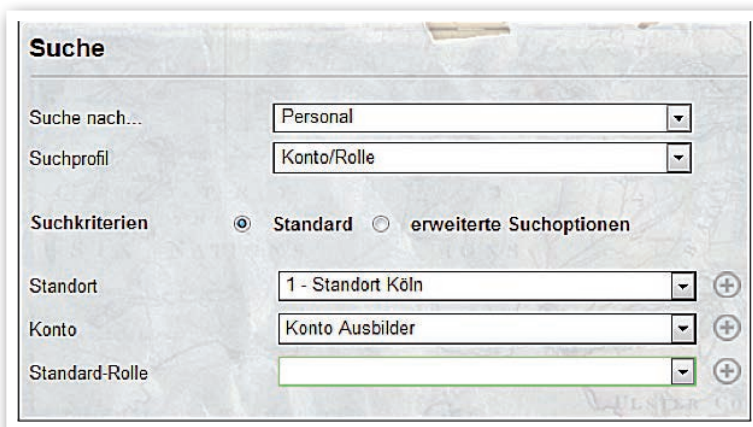 Suche
Suche nach... Personal
Suchprofil Konto/Rolle
Suchkriterien Standard erweiterte Suchoptionen
Standort 1 - Standort Köln
Konto Konto Ausbilder
Standard-Rolle